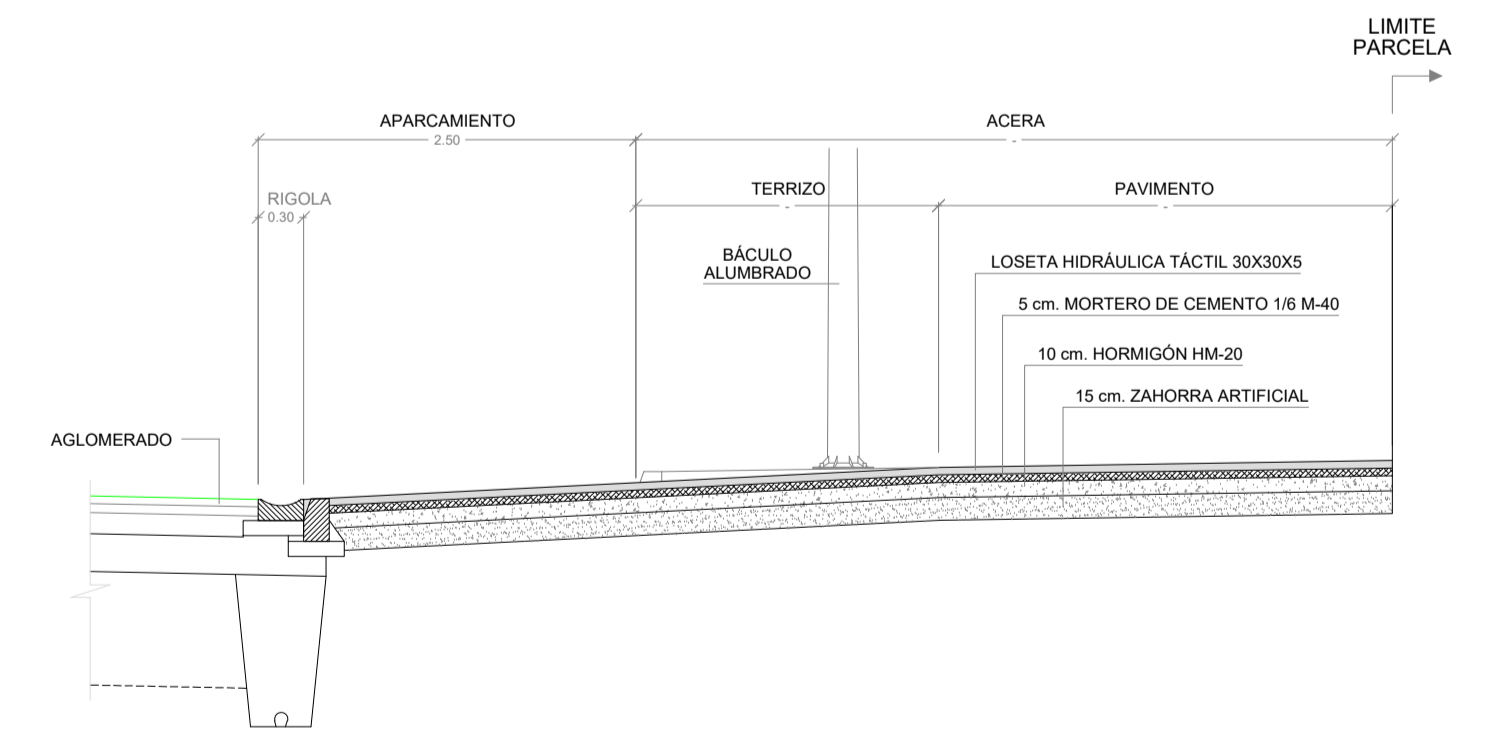 LIMITE
PARCELA
APARCAMIENTO
2.50
ACERA
-
RIGOLA
0.30
TERRIZO
-
PAVIMENTO
-
BÁCULO
ALUMBRADO
LOSETA HIDRÁULICA TÁCTIL 30X30X5
5 cm. MORTERO DE CEMENTO 1/6 M-40
10 cm. HORMIGÓN HM-20
15 cm. ZAHORRA ARTIFICIAL
AGLOMERADO